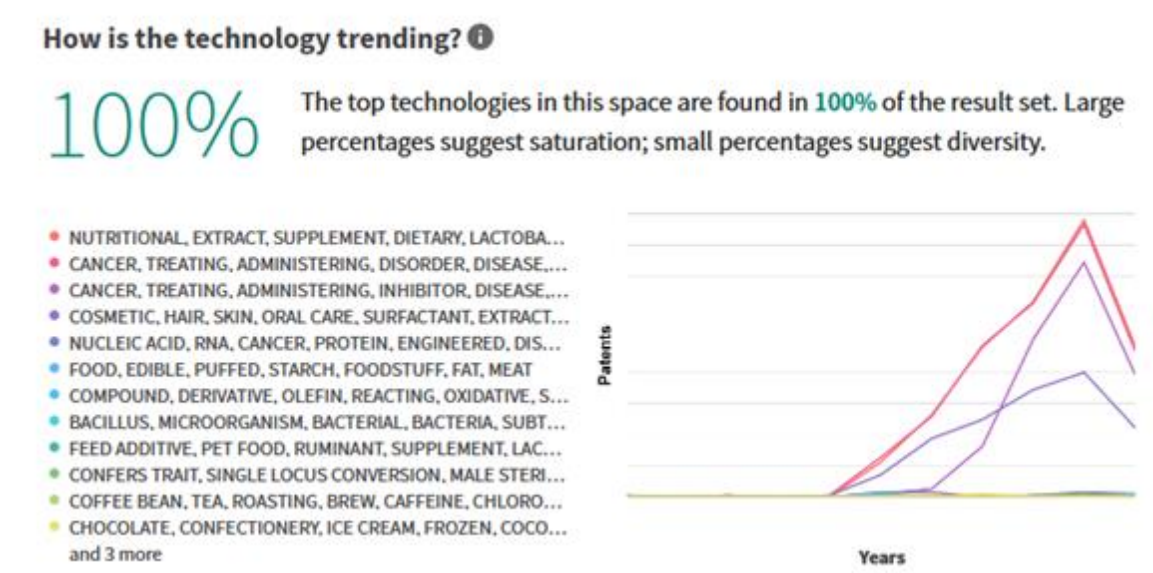 How is the technology trending?
100%
The top technologies in this space are found in 100% of the result set. Large
percentages suggest saturation; small percentages suggest diversity.
NUTRITIONAL, EXTRACT, SUPPLEMENT, DIETARY, LACTOBA...
CANCER, TREATING, ADMINISTERING, DISORDER, DISEASE,...
CANCER, TREATING, ADMINISTERING, INHIBITOR, DISEASE,...
COSMETIC, HAIR, SKIN, ORAL CARE, SURFACTANT, EXTRACT...
NUCLEIC ACID, RNA, CANCER, PROTEIN, ENGINEERED, DIS...
FOOD, EDIBLE, PUFFED, STARCH, FOODSTUFF, FAT, MEAT
COMPOUND, DERIVATIVE, OLEFIN, REACTING, OXIDATIVE, S...
BACILLUS, MICROORGANISM, BACTERIAL, BACTERIA, SUBT...
FEED ADDITIVE, PET FOOD, RUMINANT, SUPPLEMENT, LAC...
CONFERS TRAIT, SINGLE LOCUS CONVERSION, MALE STERI...
COFFEE BEAN, TEA, ROASTING, BREW, CAFFEINE, CHLORO...
CHOCOLATE, CONFECTIONERY, ICE CREAM, FROZEN, COCO...
and 3 more
Patents
Years